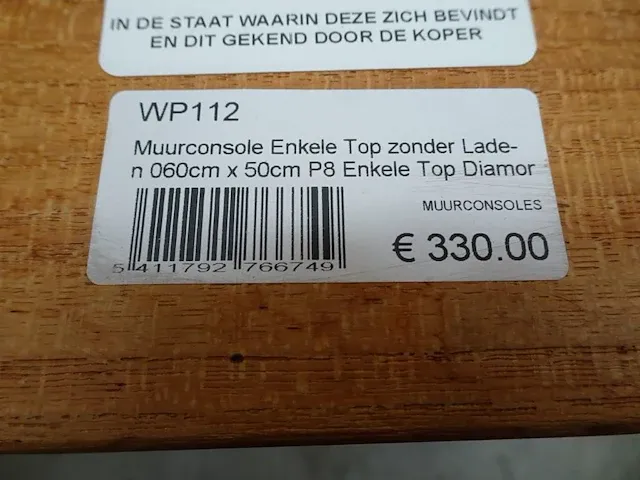 IN DE STAAT WAARIN DEZE ZICH BEVINDT
EN DIT GEKEND DOOR DE KOPER
WP112
Muurconsole Enkele Top zonder Lade-
n 060cm x 50cm P8 Enkele Top Diamor
MUURCONSOLES
€ 330.00
5 411792 766749